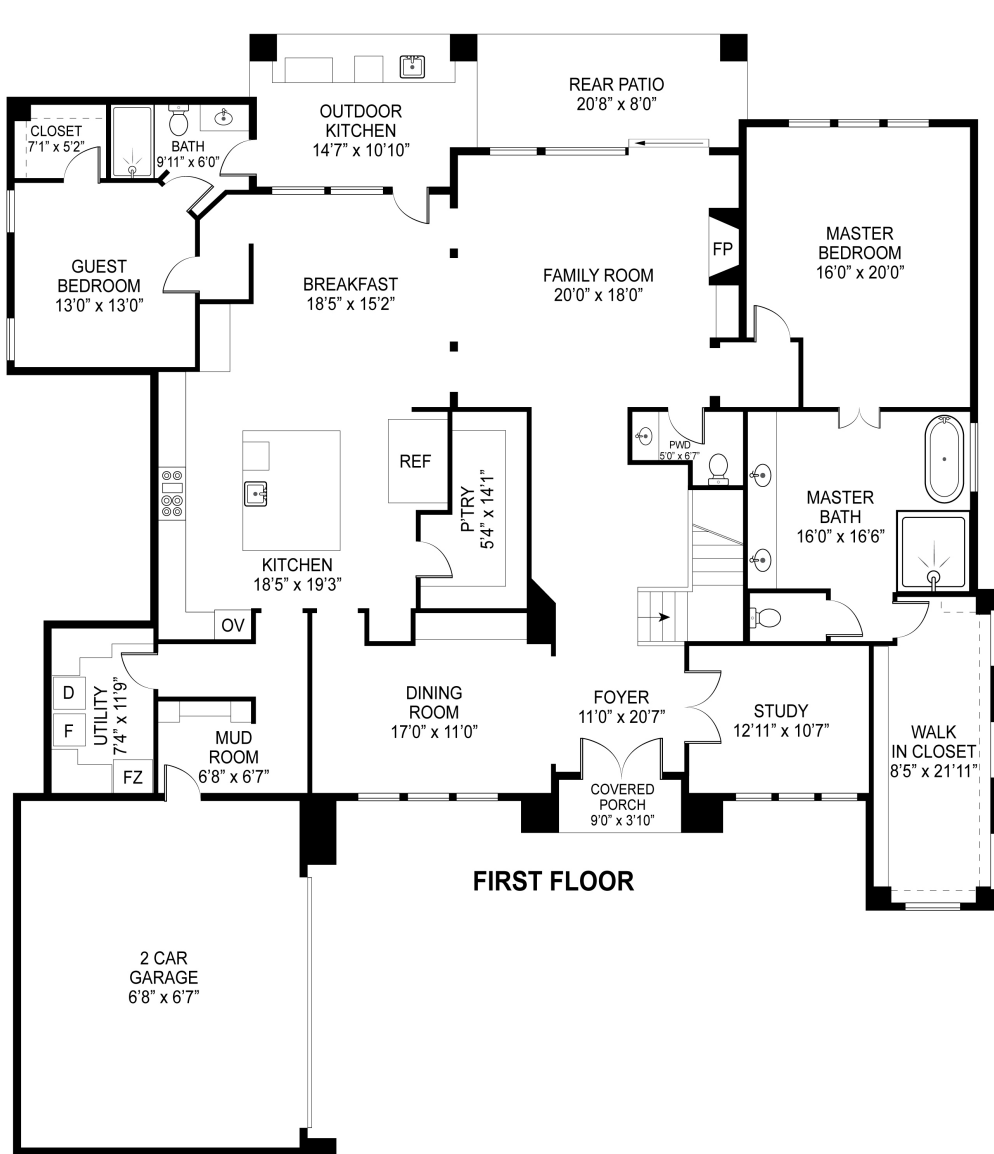 REAR PATIO
20'8" x 8'0"
OUTDOOR
KITCHEN
14'7" x 10'10"
CLOSET
7'1" x 5'2"
BATH
9'11" x 6'0"
GUEST
BEDROOM
13'0" x 13'0"
BREAKFAST
18'5" x 15'2"
FAMILY ROOM
20'0" x 18'0"
FP
MASTER
BEDROOM
16'0" x 20'0"
REF
P'TRY
5'4" x 14'1"
PWD
5'0" x 6'7"
MASTER
BATH
16'0" x 16'6"
KITCHEN
18'5" x 19'3"
OV
D
F
UTILITY
7'4" x 11'9"
FZ
MUD
ROOM
6'8" x 6'7"
DINING
ROOM
17'0" x 11'0"
FOYER
11'0" x 20'7"
STUDY
12'11" x 10'7"
WALK
IN CLOSET
8'5" x 21'11"
COVERED
PORCH
9'0" x 3'10"
FIRST FLOOR
2 CAR
GARAGE
6'8" x 6'7"